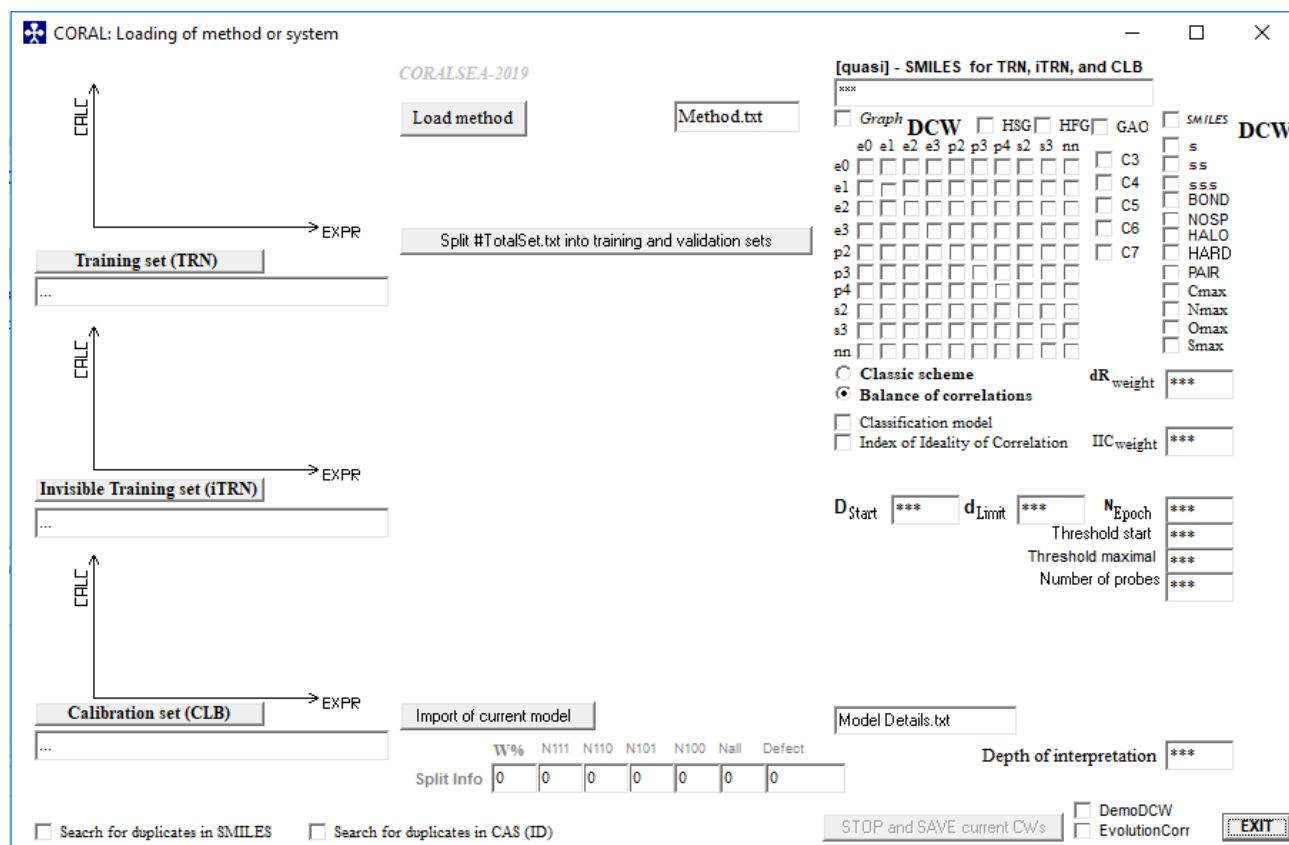 CORAL: Loading of method or system
CORALSEA-2019
Load method
Method.txt
Split #TotalSet.txt into training and validation sets
CALC
EXPR
Training set (TRN)
...
CALC
EXPR
Invisible Training set (iTRN)
...
CALC
EXPR
Calibration set (CLB)
...
Import of current model
W% N111 N110 N101 N100 Nall Defect
Split Info 0 0 0 0 0 0
Seacrh for duplicates in SMILES
Search for duplicates in CAS (ID)
[quasi] - SMILES for TRN, iTRN, and CLB
***
Graph DCW HSG HFG GAO
e0 e1 e2 e3 p2 p3 p4 s2 s3 nn
e0
e1
e2
e3
p2
p3
p4
s2
s3
nn
C3
C4
C5
C6
C7
SMILES DCW
s
ss
sss
BOND
NOSP
HALO
HARD
PAIR
Cmax
Nmax
Omax
Smax
Classic scheme
Balance of correlations
dR weight ***
Classification model
Index of Ideality of Correlation
IIC weight ***
D Start *** d Limit *** N Epoch ***
Threshold start ***
Threshold maximal ***
Number of probes ***
Model Details.txt
Depth of interpretation ***
STOP and SAVE current CWs
DemoDCW
EvolutionCorr
EXIT